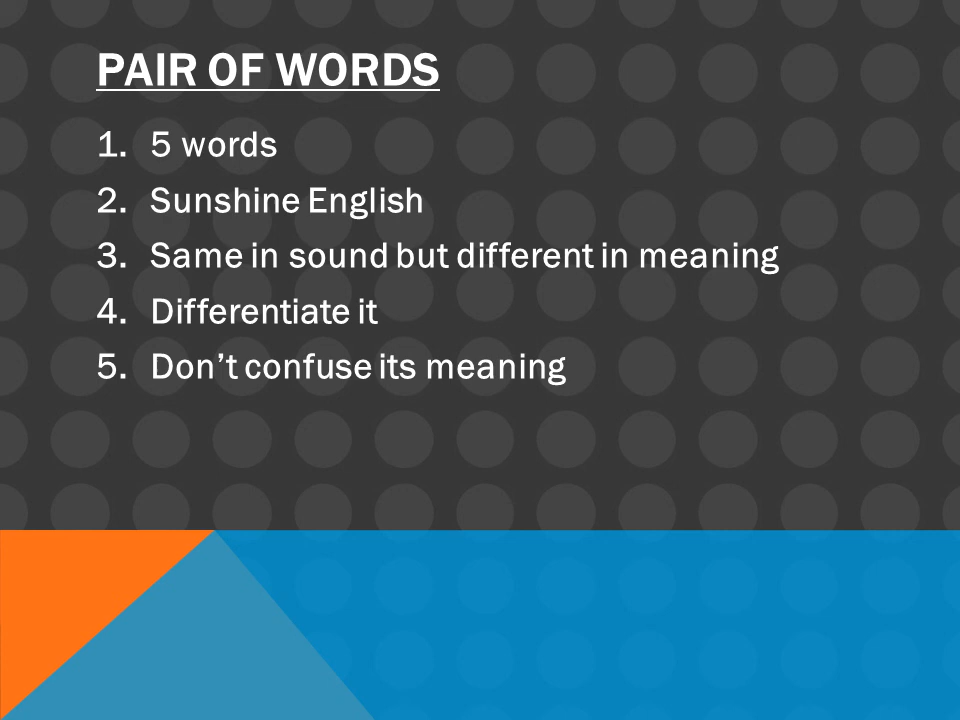 PAIR OF WORDS
1. 5 words
2. Sunshine English
3. Same in sound but different in meaning
4. Differentiate it
5. Don’t confuse its meaning